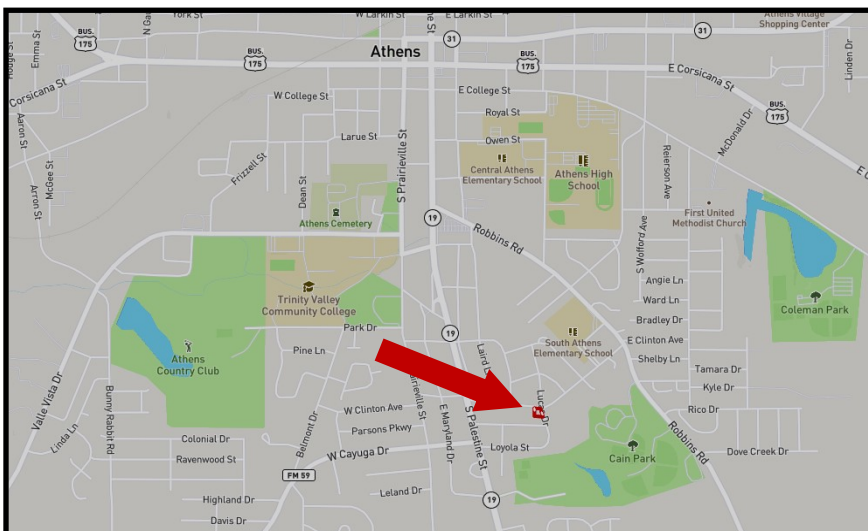 York St
W Larkin St
E Larkin St
Athens Village
Shopping Center
31
31
BUS.
175
Emma St
Athens
Linden Dr
BUS.
175
BUS.
175
E Corsicana St
Corsicana St
W College St
E College St
BUS.
175
Royal St
Larue St
Owen St
McDonald Dr
Aaron St
Frizzell St
Central Athens
Elementary School
Athens High
School
Reierson Ave
McGee St
Arron St
Dean St
S Prairieville St
Athens Cemetery
19
Robbins Rd
First United
Methodist Church
S Wofford Ave
Angie Ln
Trinity Valley
Community College
Ward Ln
Coleman Park
Park Dr
19
Bradley Dr
South Athens
Elementary School
E Clinton Ave
Athens
Country Club
Pine Ln
Shelby Ln
Tamara Dr
Valle Vista Dr
Bunny Rabbit Rd
Kyle Dr
W Clinton Ave
Rico Dr
Linda Ln
Colonial Dr
Belmont Dr
Parsons Pkwy
E Maryland Dr
S Palestine St
Robbins Rd
Ravenwood St
W Cayuga Dr
Loyola St
Cain Park
Dove Creek Dr
FM 59
Highland Dr
Leland Dr
19
Davis Dr